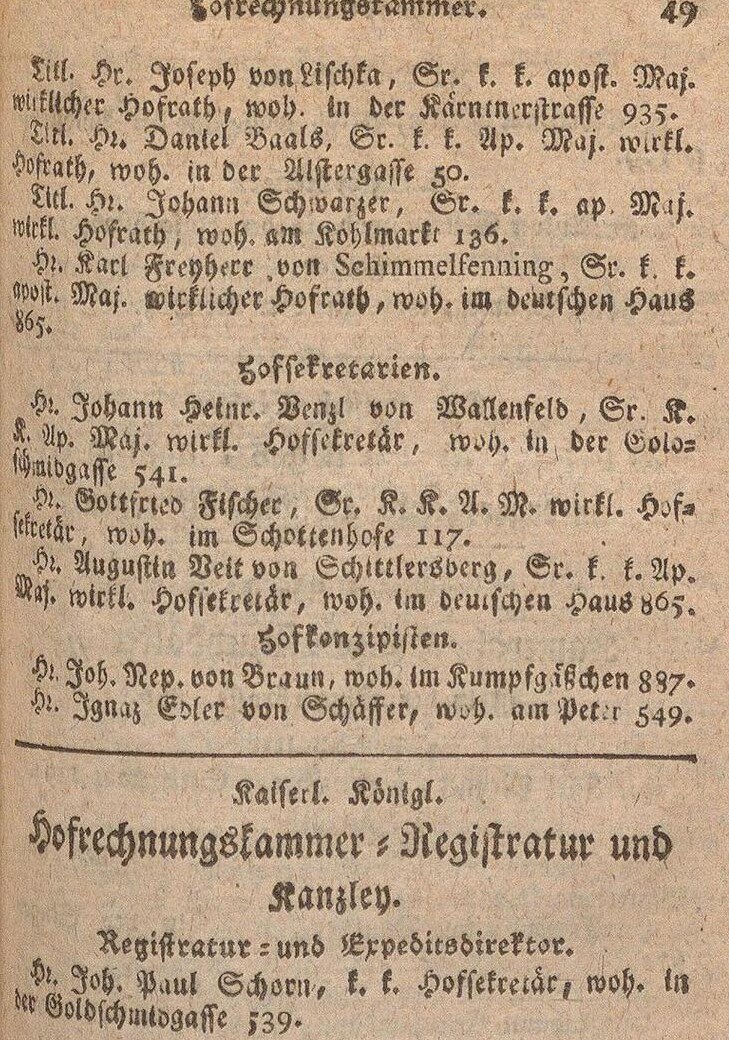 Hofrechnungskammer. 49
Titl. Hr. Joseph von Lischka, Sr. k. k. apost. Maj.
wirklicher Hofrath, woh. in der Kärntnerstrasse 935.
Titl. Hr. Daniel Baals, Sr. k. k. Ap. Maj. wirkl.
Hofrath, woh. in der Alstergasse 50.
Titl. Hr. Johann Schwarzer, Sr. k. k. ap. Maj.
wirkl. Hofrath, woh. am Kohlmarkt 136.
Hr. Karl Freyherr von Schimmelfenning, Sr. k. k.
apost. Maj. wirklicher Hofrath, woh. im deutschen Haus
865.
Hofsekretarien.
Hr. Johann Heinr. Venzl von Wallenfeld, Sr. K.
K. Ap. Maj. wirkl. Hofsekretär, woh. in der Gold=
schmidgasse 541.
Hr. Gottfried Fischer, Sr. K. K. A. M. wirkl. Hof=
sekretär, woh. im Schottenhofe 117.
Hr. Augustin Veit von Schittlersberg, Sr. k. k. Ap.
Maj. wirkl. Hofsekretär, woh. im deutschen Haus 865.
Hofkonzipisten.
Hr. Joh. Nep. von Braun, woh. im Kumpfgäßchen 887.
Hr. Ignaz Edler von Schäffer, woh. am Peter 549.
Kaiserl. Königl.
Hofrechnungskammer=Registratur und
Kanzley.
Registratur=und Expeditsdirektor.
Hr. Joh. Paul Schorn, k. k. Hofsekretär, woh. in
der Goldschmidgasse 539.